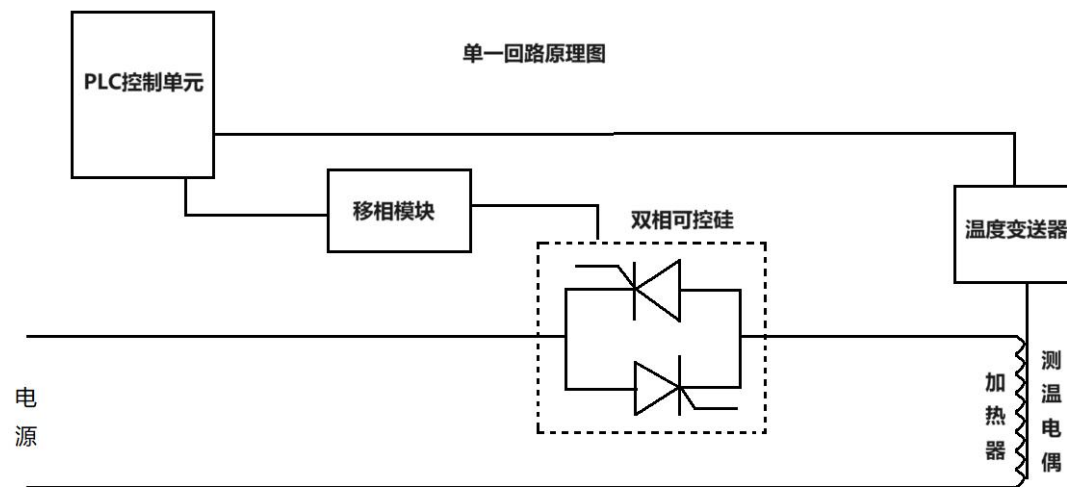 单一回路原理图
PLC控制单元
移相模块
双相可控硅
温度变送器
电源
加热器
测温电偶